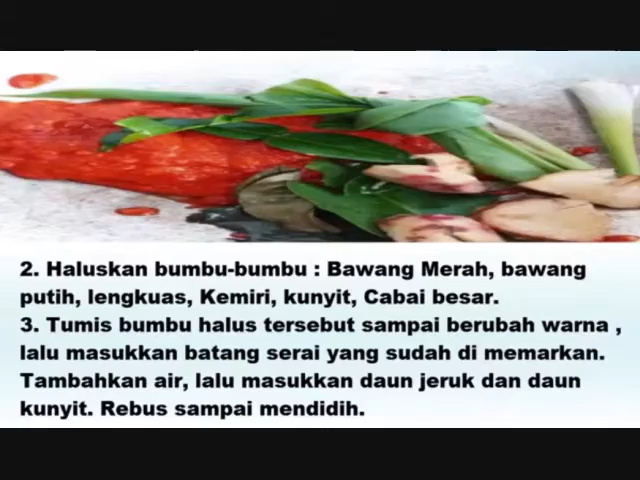 2. Haluskan bumbu-bumbu : Bawang Merah, bawang
putih, lengkuas, Kemiri, kunyit, Cabai besar.
3. Tumis bumbu halus tersebut sampai berubah warna ,
lalu masukkan batang serai yang sudah di memarkan.
Tambahkan air, lalu masukkan daun jeruk dan daun
kunyit. Rebus sampai mendidih.